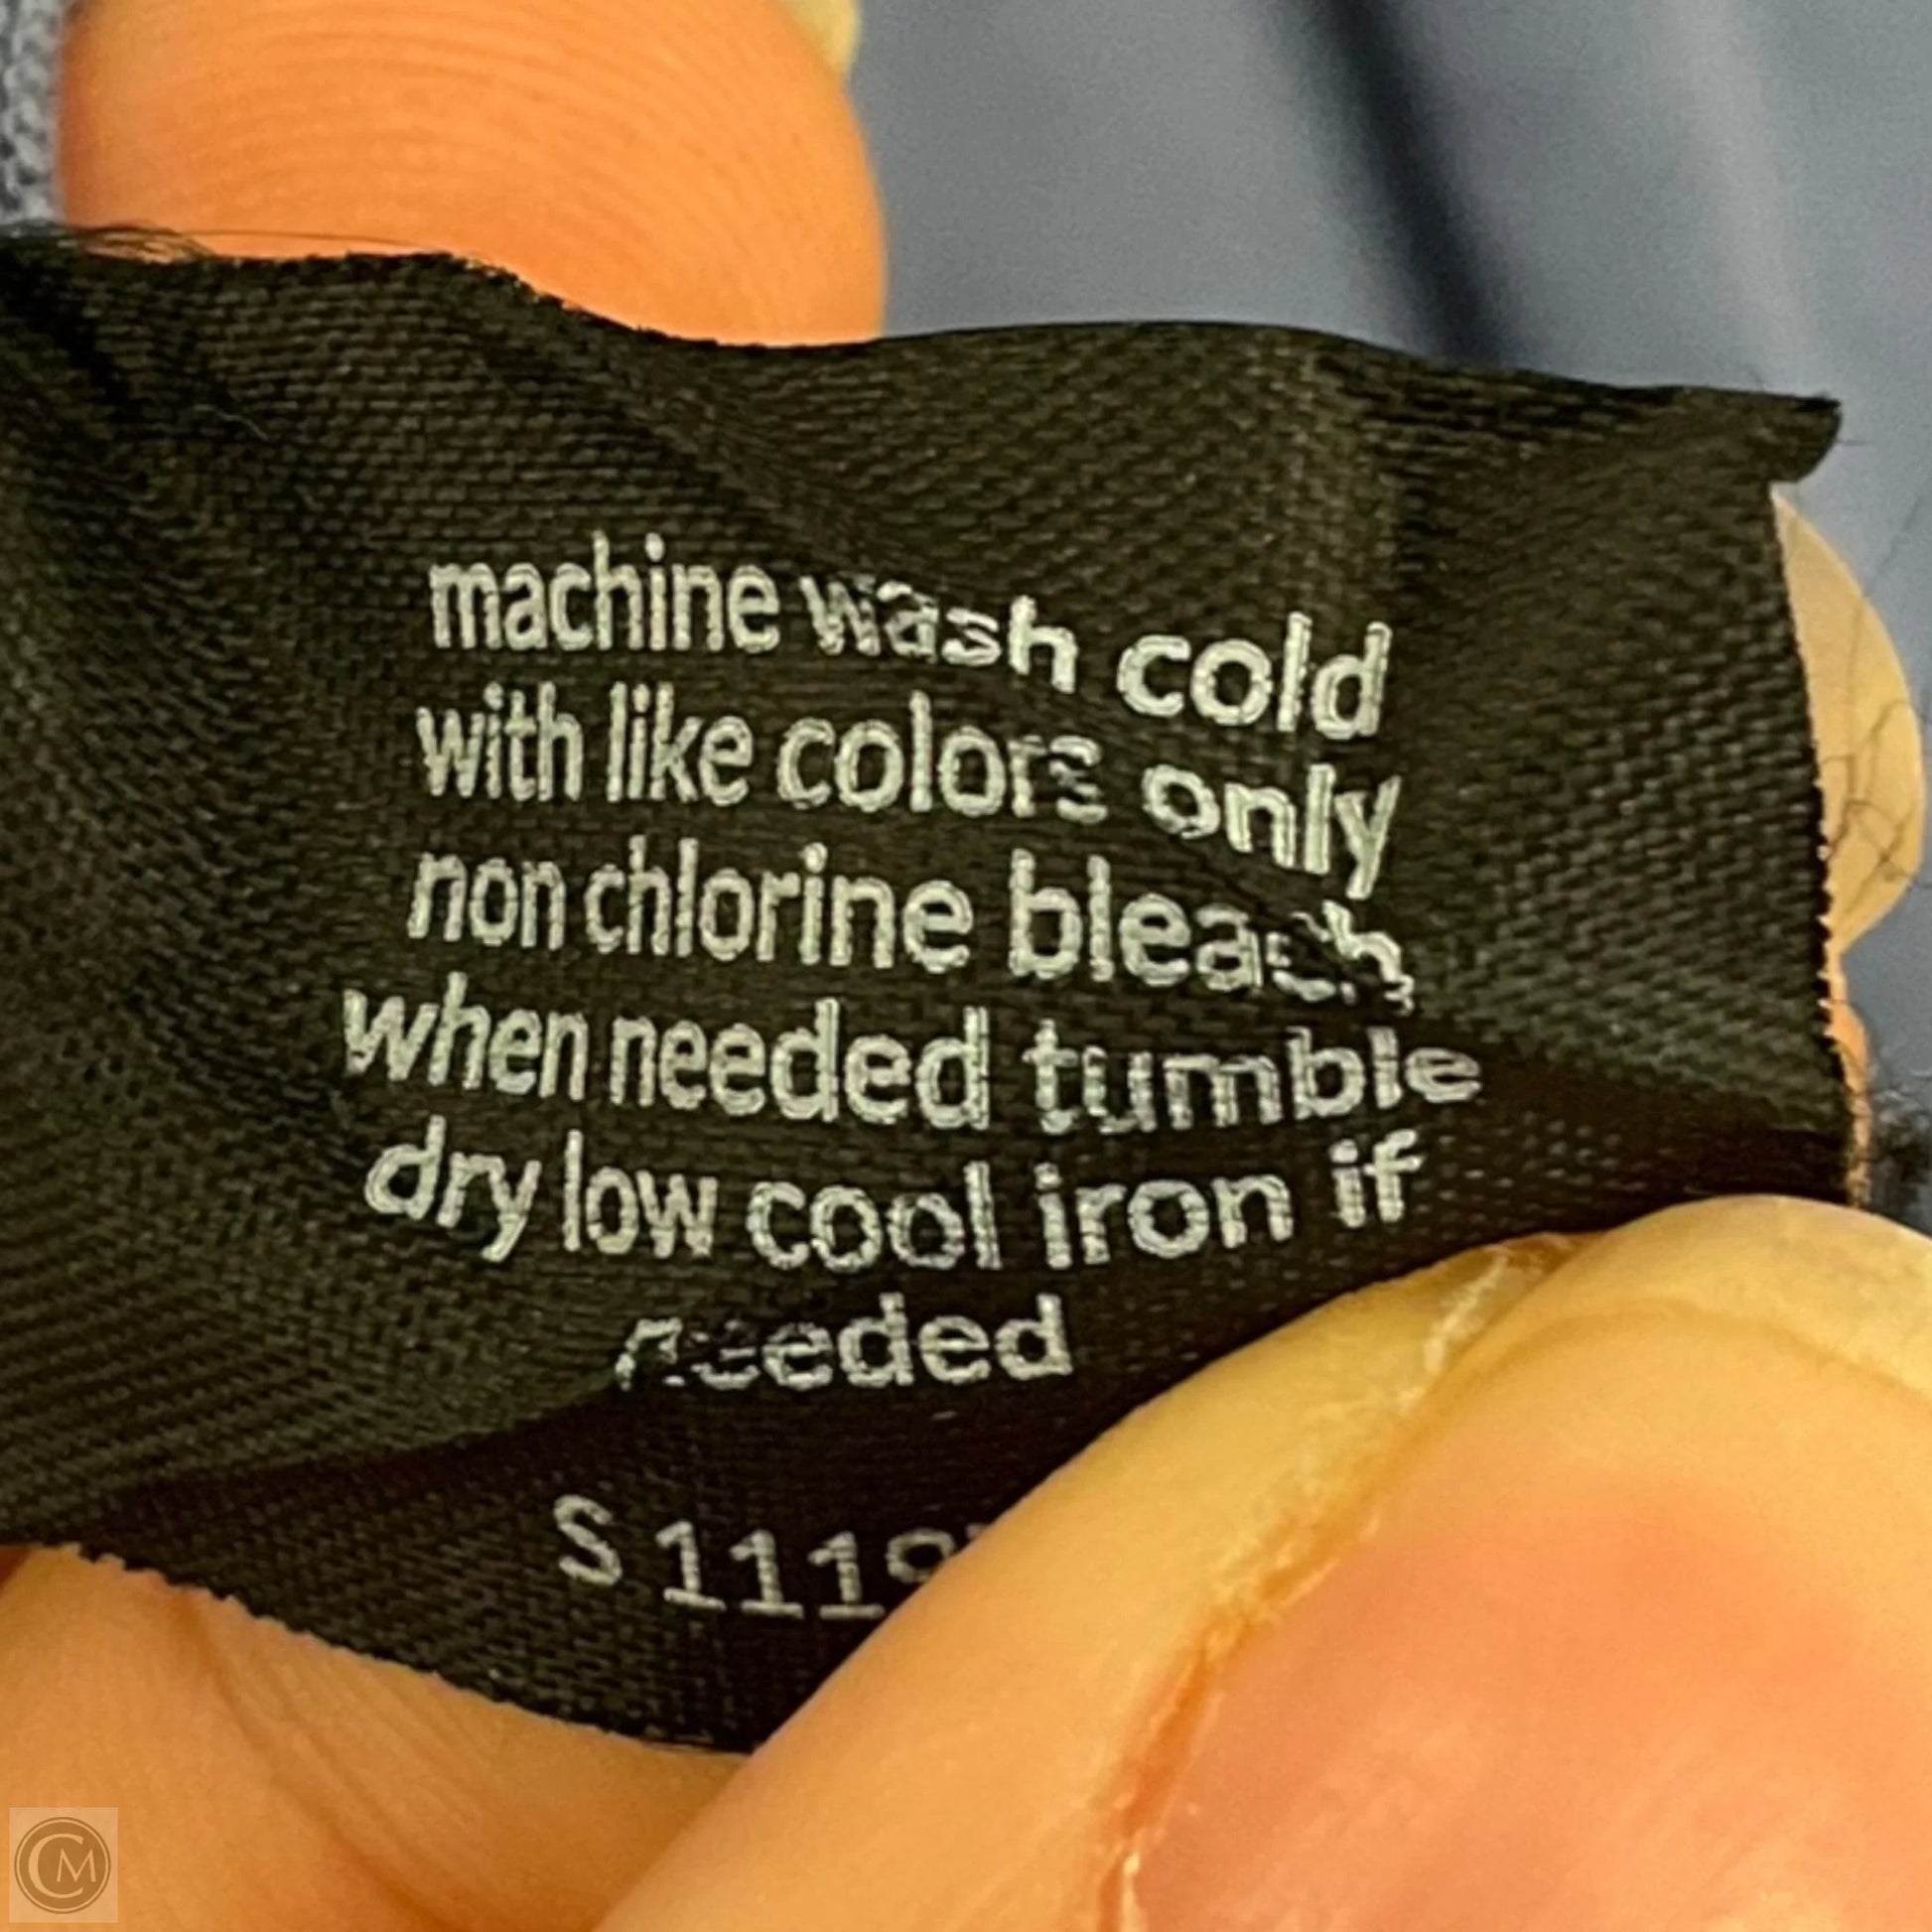 machine wash cold
with like colors only
non chlorine bleach
when needed tumble
dry low cool iron if
needed
S
CM